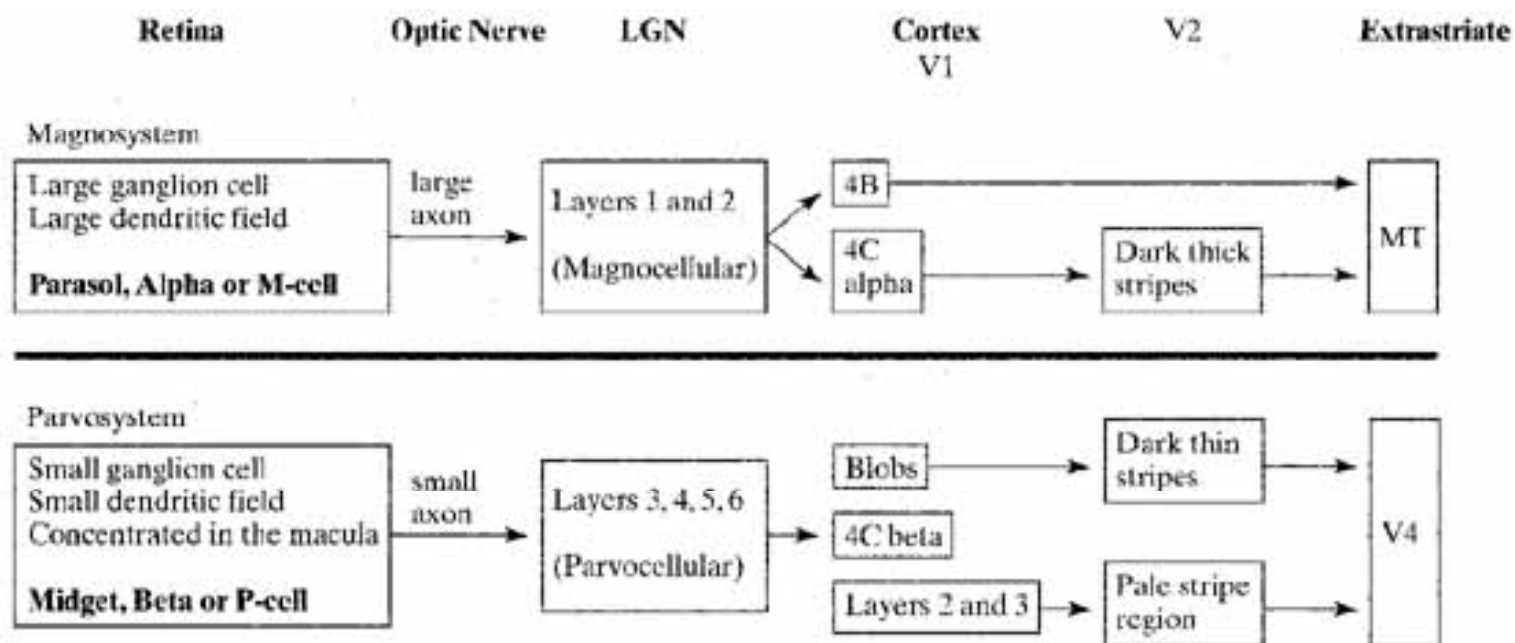 Retina Optic Nerve LGN Cortex V2 Extrastriate
V1
Magnosystem
Large ganglion cell
Large dendritic field
Parasol, Alpha or M-cell
large
axon
Layers 1 and 2
(Magnocellular)
4B
4C
alpha
Dark thick
stripes
MT
Parvosystem
Small ganglion cell
Small dendritic field
Concentrated in the macula
Midget, Beta or P-cell
small
axon
Layers 3, 4, 5, 6
(Parvocellular)
Blobs
4C beta
Layers 2 and 3
Dark thin
stripes
Pale stripe
region
V4